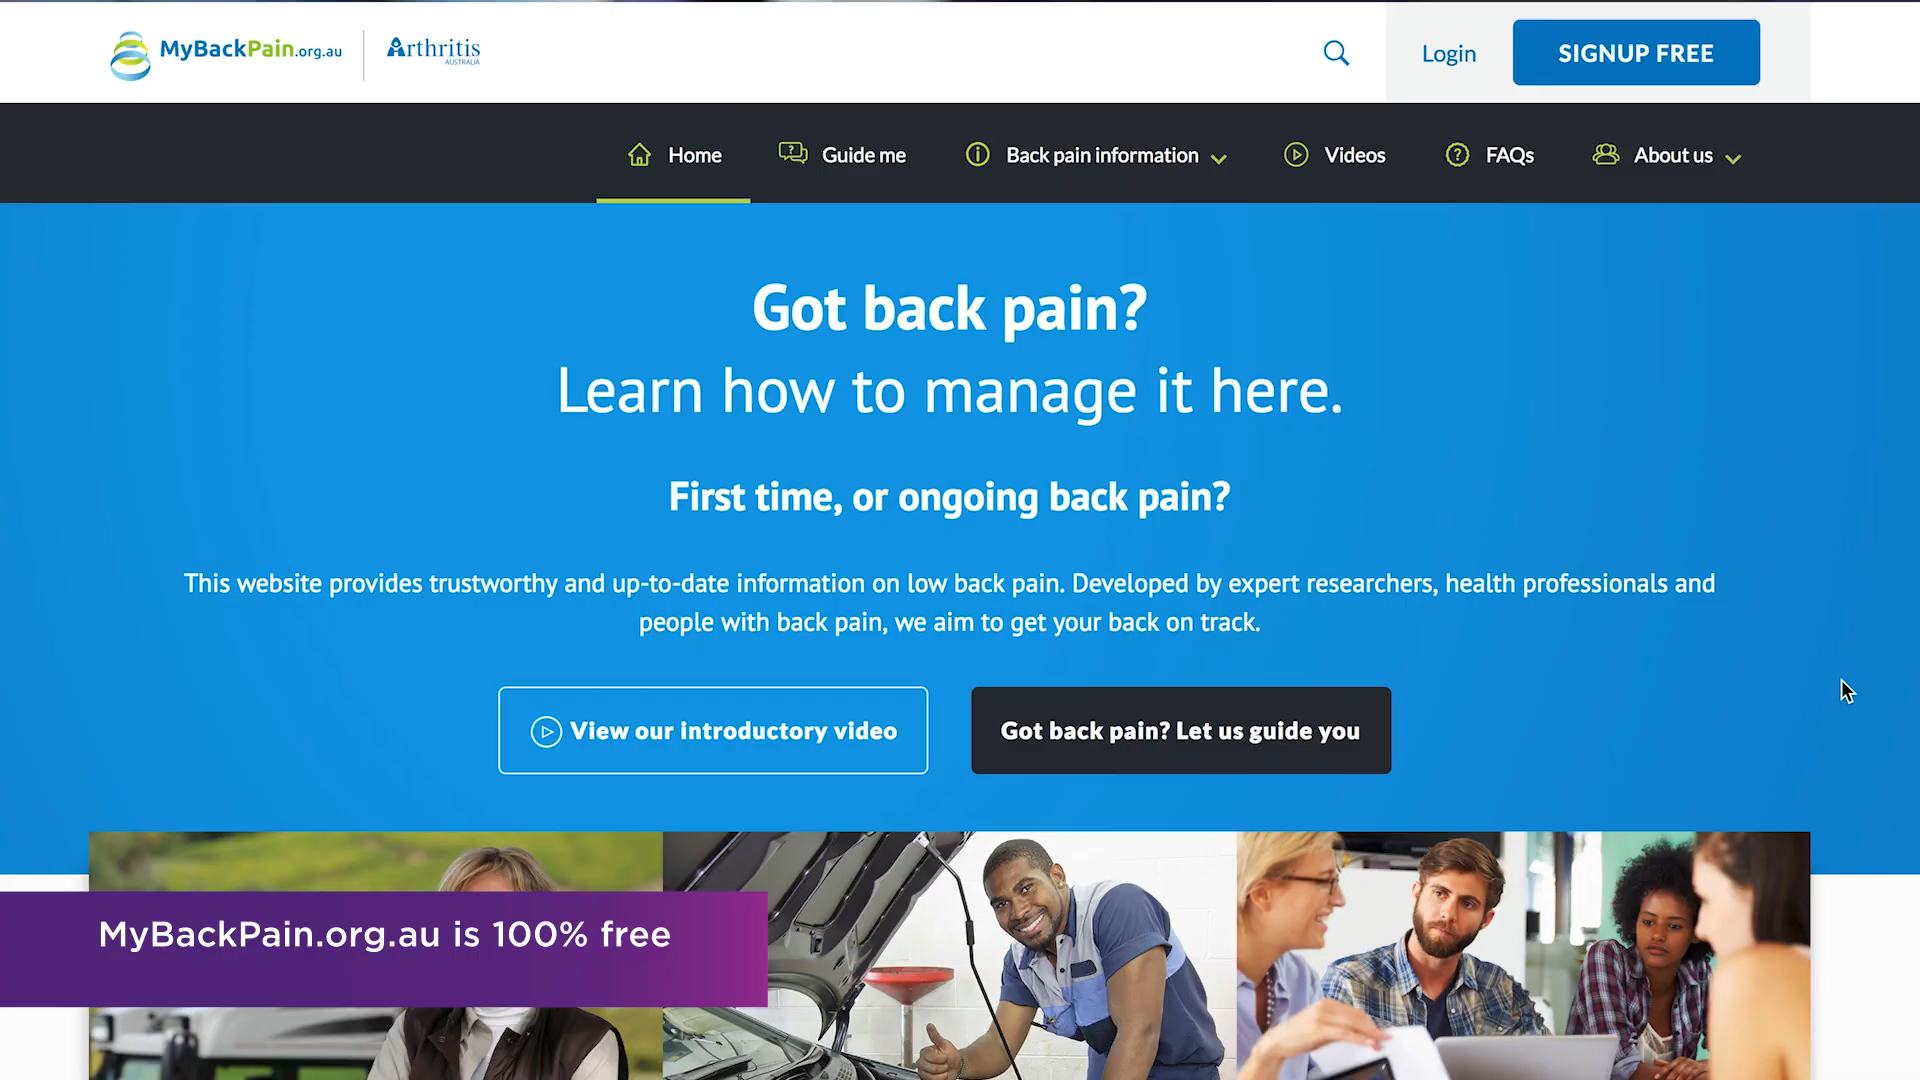 MyBackPain.org.au
Arthritis
AUSTRALIA
Login
SIGNUP FREE
Home
Guide me
Back pain information
Videos
FAQs
About us
Got back pain?
Learn how to manage it here.
First time, or ongoing back pain?
This website provides trustworthy and up-to-date information on low back pain. Developed by expert researchers, health professionals and
people with back pain, we aim to get your back on track.
View our introductory video
Got back pain? Let us guide you
MyBackPain.org.au is 100% free